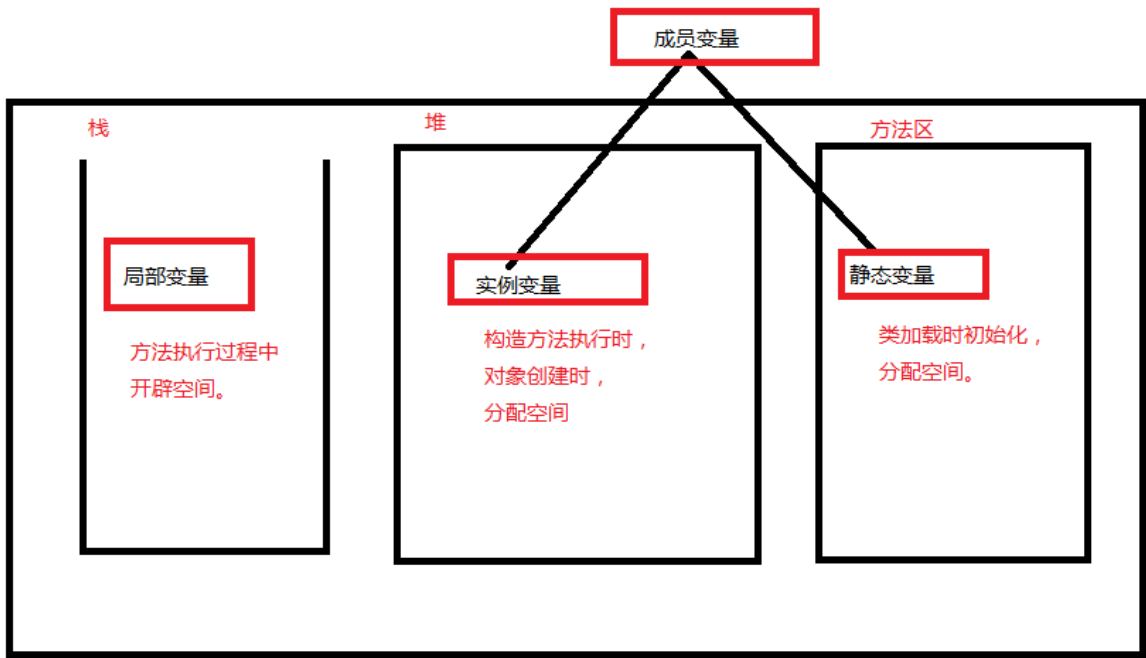 成员变量
栈
堆
方法区
局部变量
方法执行过程中
开辟空间。
实例变量
构造方法执行时，
对象创建时，
分配空间
静态变量
类加载时初始化，
分配空间。